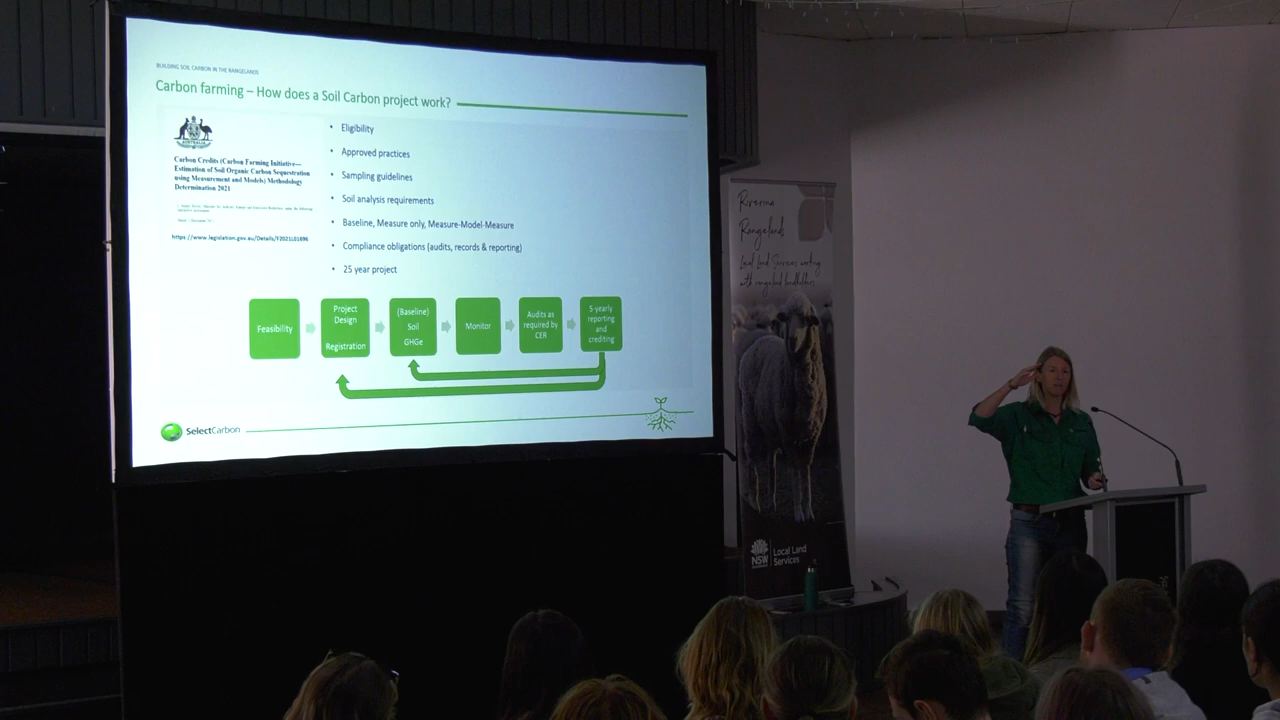 BUILDING SOIL CARBON IN THE RANGELANDS
Carbon farming – How does a Soil Carbon project work?
AUSTRALIA
Carbon Credits (Carbon Farming Initiative—
Estimation of Soil Organic Carbon Sequestration
using Measurement and Models) Methodology
Determination 2021
https://www.legislation.gov.au/Details/F2021L01696
• Eligibility
• Approved practices
• Sampling guidelines
• Soil analysis requirements
• Baseline, Measure only, Measure-Model-Measure
• Compliance obligations (audits, records & reporting)
• 25 year project
Feasibility
Project
Design
Registration
(Baseline)
Soil
GHGe
Monitor
Audits as
required by
CER
5-yearly
reporting
and
crediting
SelectCarbon
Riverina
Rangelands
Local Land Services working
with rangeland landholders
NSW
Local Land
Services